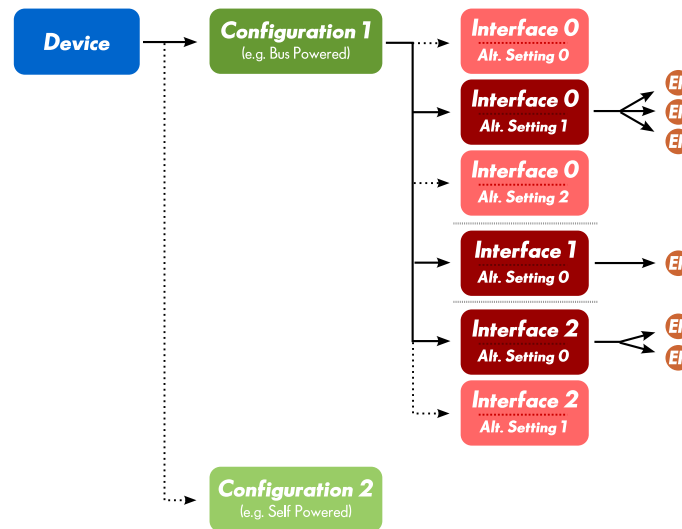 Device
Configuration 1
(e.g. Bus Powered)
Interface 0
Alt. Setting 0
Interface 0
Alt. Setting 1
Interface 0
Alt. Setting 2
Interface 1
Alt. Setting 0
Interface 2
Alt. Setting 0
Interface 2
Alt. Setting 1
Configuration 2
(e.g. Self Powered)